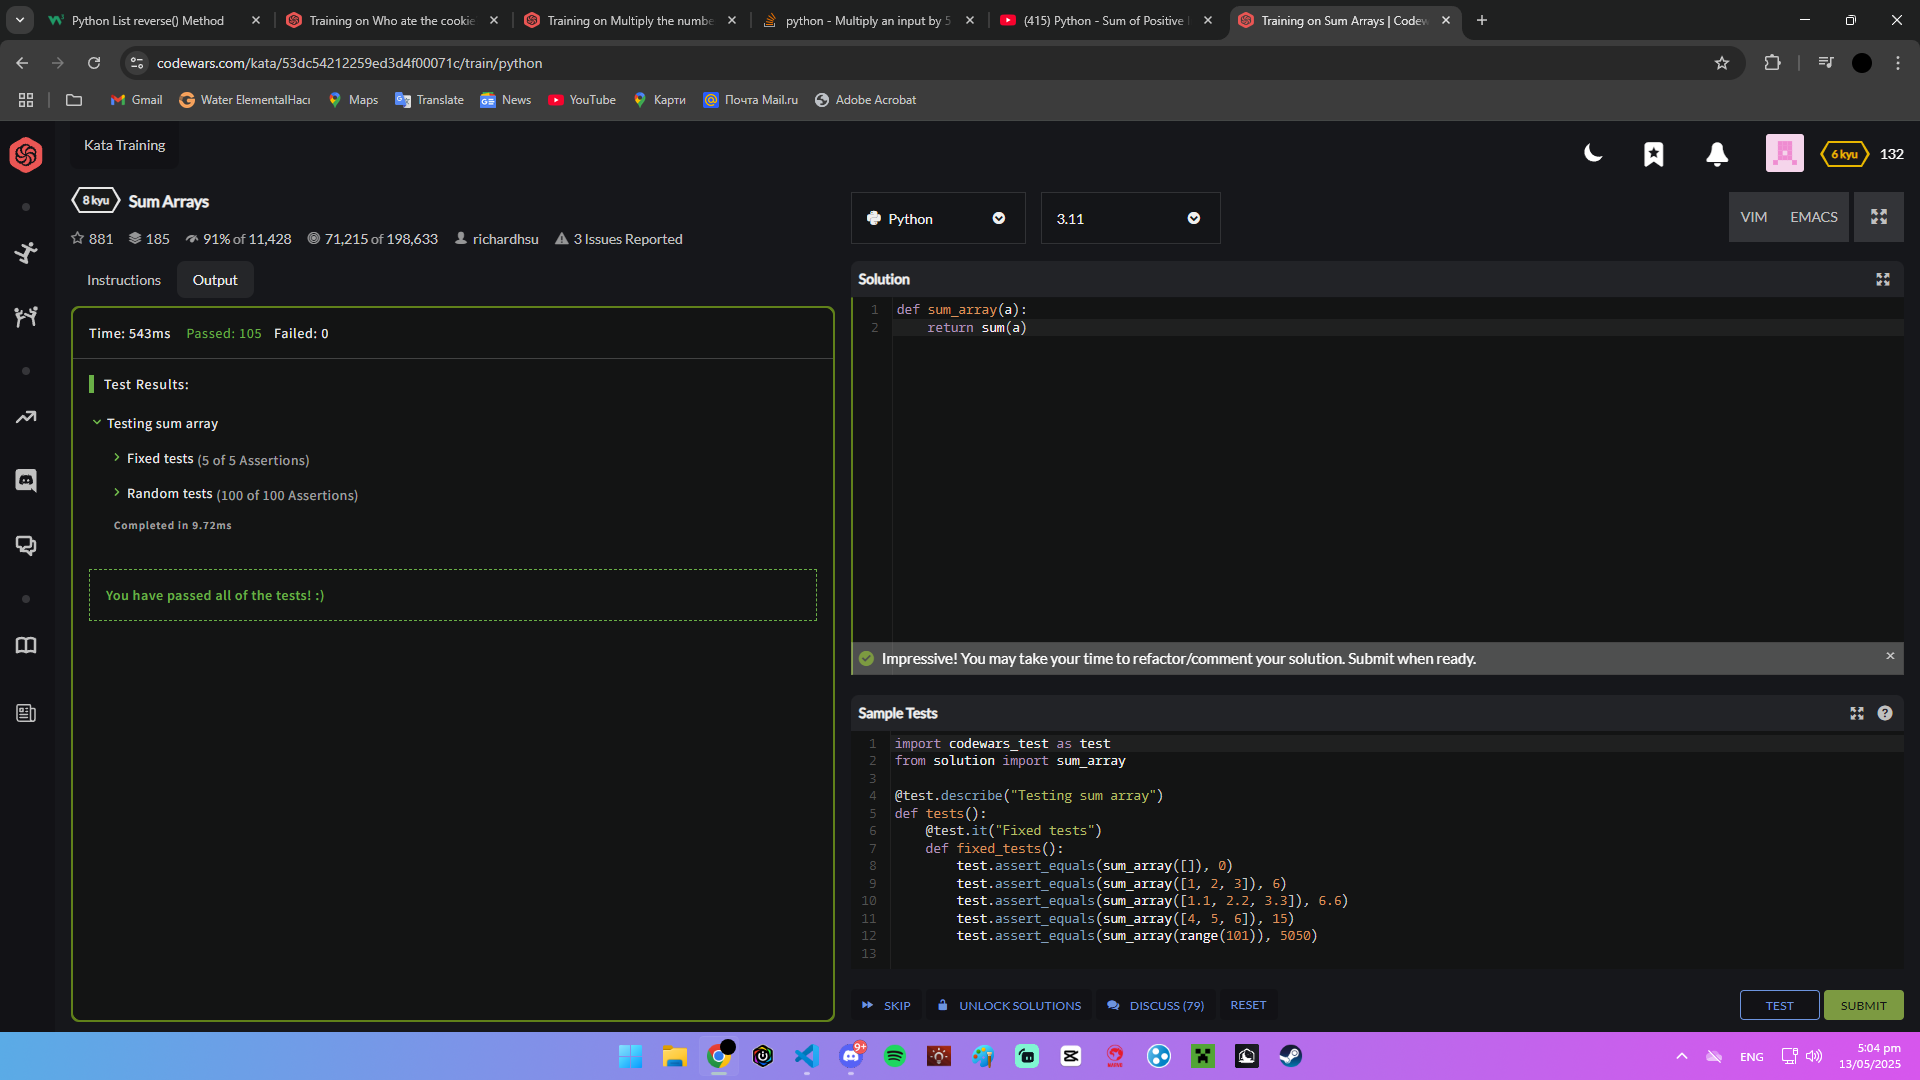 Python List reverse() Method
Training on Who ate the cookie
Training on Multiply the numbe
python - Multiply an input by 5
(415) Python - Sum of Positive
Training on Sum Arrays | Codew
codewars.com/kata/53dc54212259ed3d4f00071c/train/python
Gmail
Water ElementalHacı
Maps
Translate
News
YouTube
Карти
Почта Mail.ru
Adobe Acrobat
Kata Training
6 kyu
132
8 kyu
Sum Arrays
881
185
91% of 11,428
71,215 of 198,633
richardhsu
3 Issues Reported
Python
3.11
VIM
EMACS
Instructions
Output
Time: 543ms Passed: 105 Failed: 0
Test Results:
Testing sum array
Fixed tests (5 of 5 Assertions)
Random tests (100 of 100 Assertions)
Completed in 9.72ms
You have passed all of the tests! :)
Solution
1 def sum_array(a):
2     return sum(a)
Impressive! You may take your time to refactor/comment your solution. Submit when ready.
Sample Tests
1 import codewars_test as test
2 from solution import sum_array
3
4 @test.describe("Testing sum array")
5 def tests():
6     @test.it("Fixed tests")
7     def fixed_tests():
8         test.assert_equals(sum_array([]), 0)
9         test.assert_equals(sum_array([1, 2, 3]), 6)
10         test.assert_equals(sum_array([1.1, 2.2, 3.3]), 6.6)
11         test.assert_equals(sum_array([4, 5, 6]), 15)
12         test.assert_equals(sum_array(range(101)), 5050)
13
SKIP
UNLOCK SOLUTIONS
DISCUSS (79)
RESET
TEST
SUBMIT
9+
ENG
5:04 pm
13/05/2025